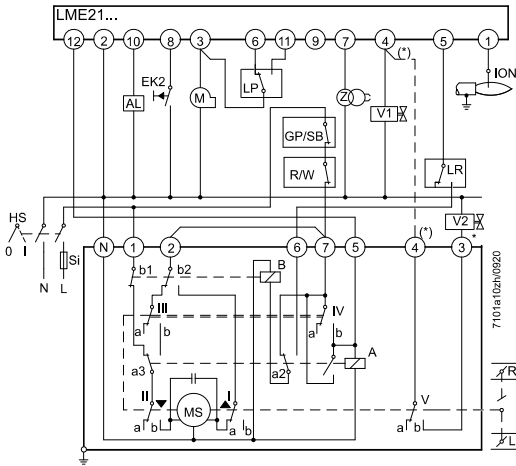 LME21...
12 2 10 8 3 6 11 9 7 4 (*) 5 1
ION
EK2
AL
M
LP
Z
V1
GP/SB
R/W
LR
HS
0 I
Si
N L
V2
*
N 1 2 6 7 5 4 (*) 3
b1 b2 B
III
a b
IV
a b
A
a3
a2
II
I
MS
a b
a b
V
a b
R
L
7101a10zh/0920